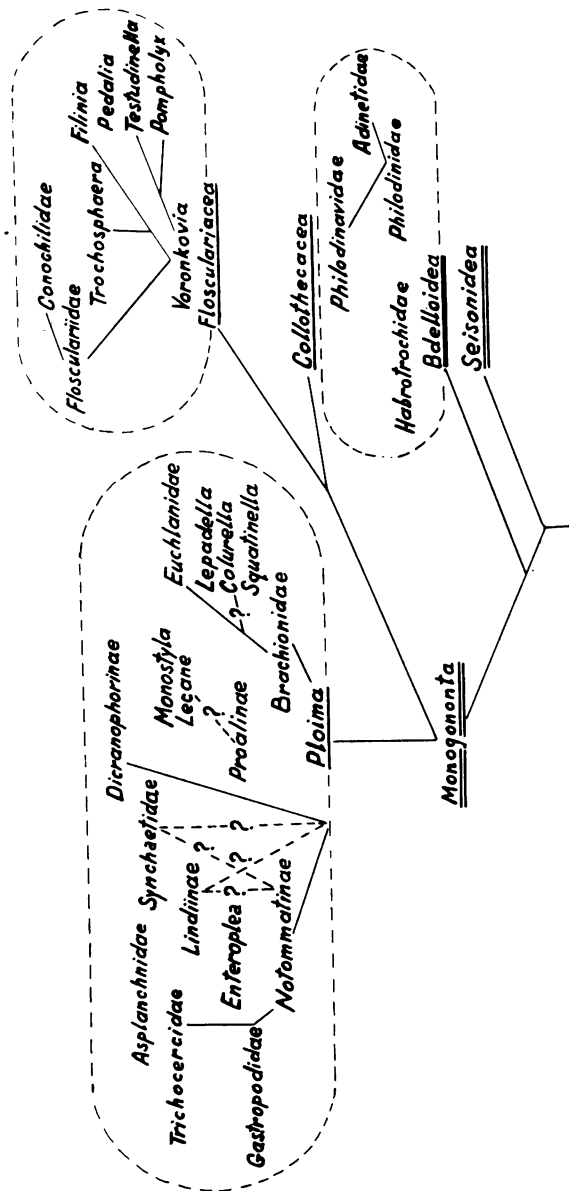 Asplanchnidae
Trichocercidae
Synchaetidae
Dicranophorinae
Gastropodidae
Lindiinae
Enteroplea
Notommatinae
?
?
?
?
Monostyla
Lecane
?
Proalinae
Euchlanidae
Lepadella
?-Colurella
Squatinella
Brachionidae
Ploima
Conochilidae
Flosculariidae
Trochosphaera
Filinia
Pedalia
Testudinella
Pompholyx
Voronkovia
Flosculariacea
Collothecacea
Philodinavidae
Adinetidae
Philodinidae
Habrotrochidae
Bdelloidea
Seisonidea
Monogononta